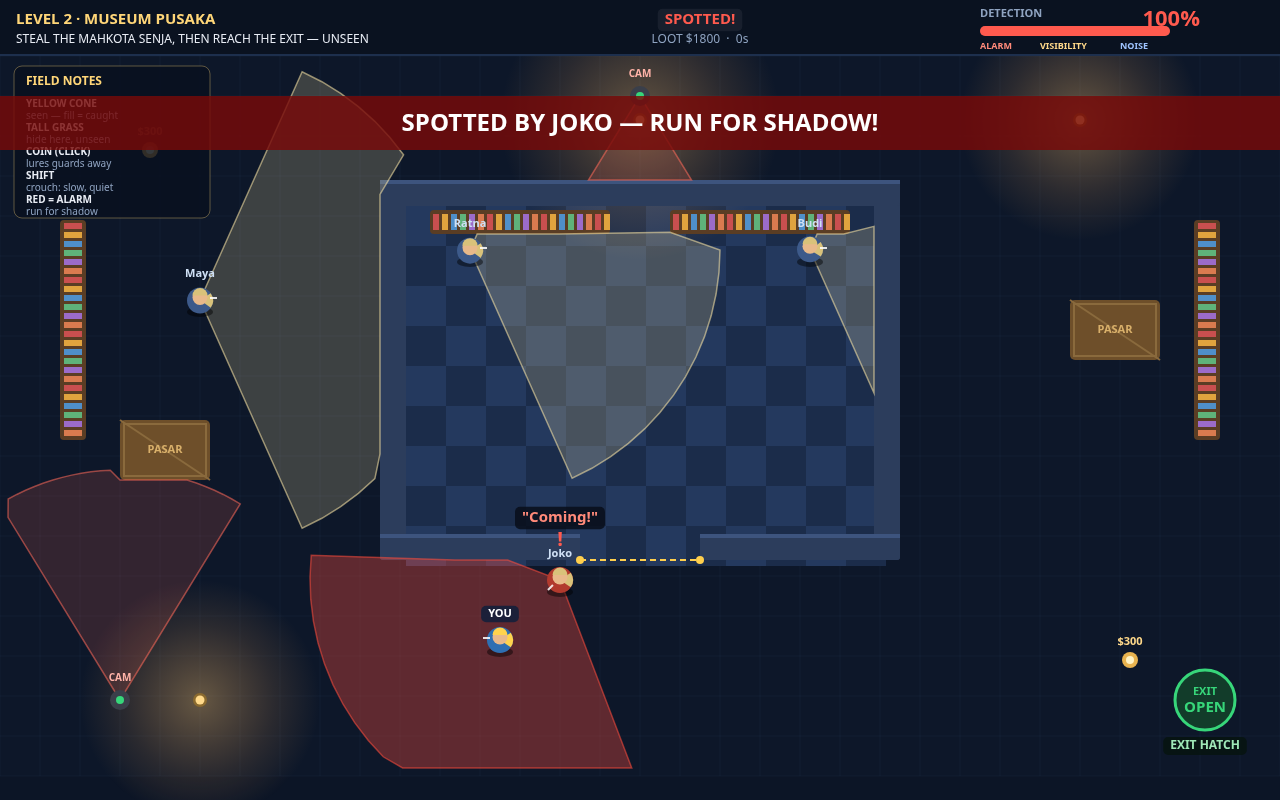 LEVEL 2 · MUSEUM PUSAKA
STEAL THE MAHKOTA SENJA, THEN REACH THE EXIT — UNSEEN
SPOTTED!
LOOT $1800 · 0s
DETECTION
100%
ALARM VISIBILITY NOISE
FIELD NOTES
YELLOW CONE
seen — fill = caught
TALL GRASS
hide here, unseen
COIN (CLICK)
lures guards away
SHIFT
crouch: slow, quiet
RED = ALARM
run for shadow
$300
CAM
SPOTTED BY JOKO — RUN FOR SHADOW!
Ratna
Budi
Maya
PASAR
PASAR
"Coming!"
!
Joko
YOU
CAM
$300
EXIT
OPEN
EXIT HATCH